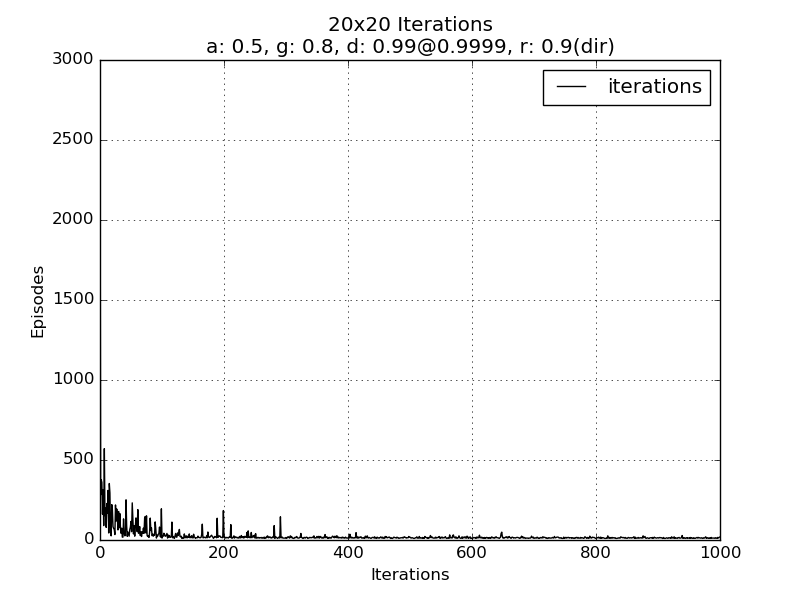 20x20 Iterations
a: 0.5, g: 0.8, d: 0.99@0.9999, r: 0.9(dir)
iterations
3000
2500
2000
1500
1000
500
0
Episodes
0 200 400 600 800 1000
Iterations